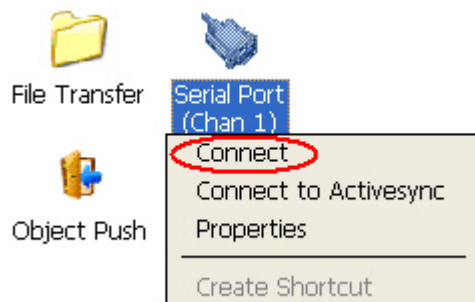 File Transfer
Serial Port
(Chan 1)
Connect
Connect to Activesync
Object Push
Properties
Create Shortcut